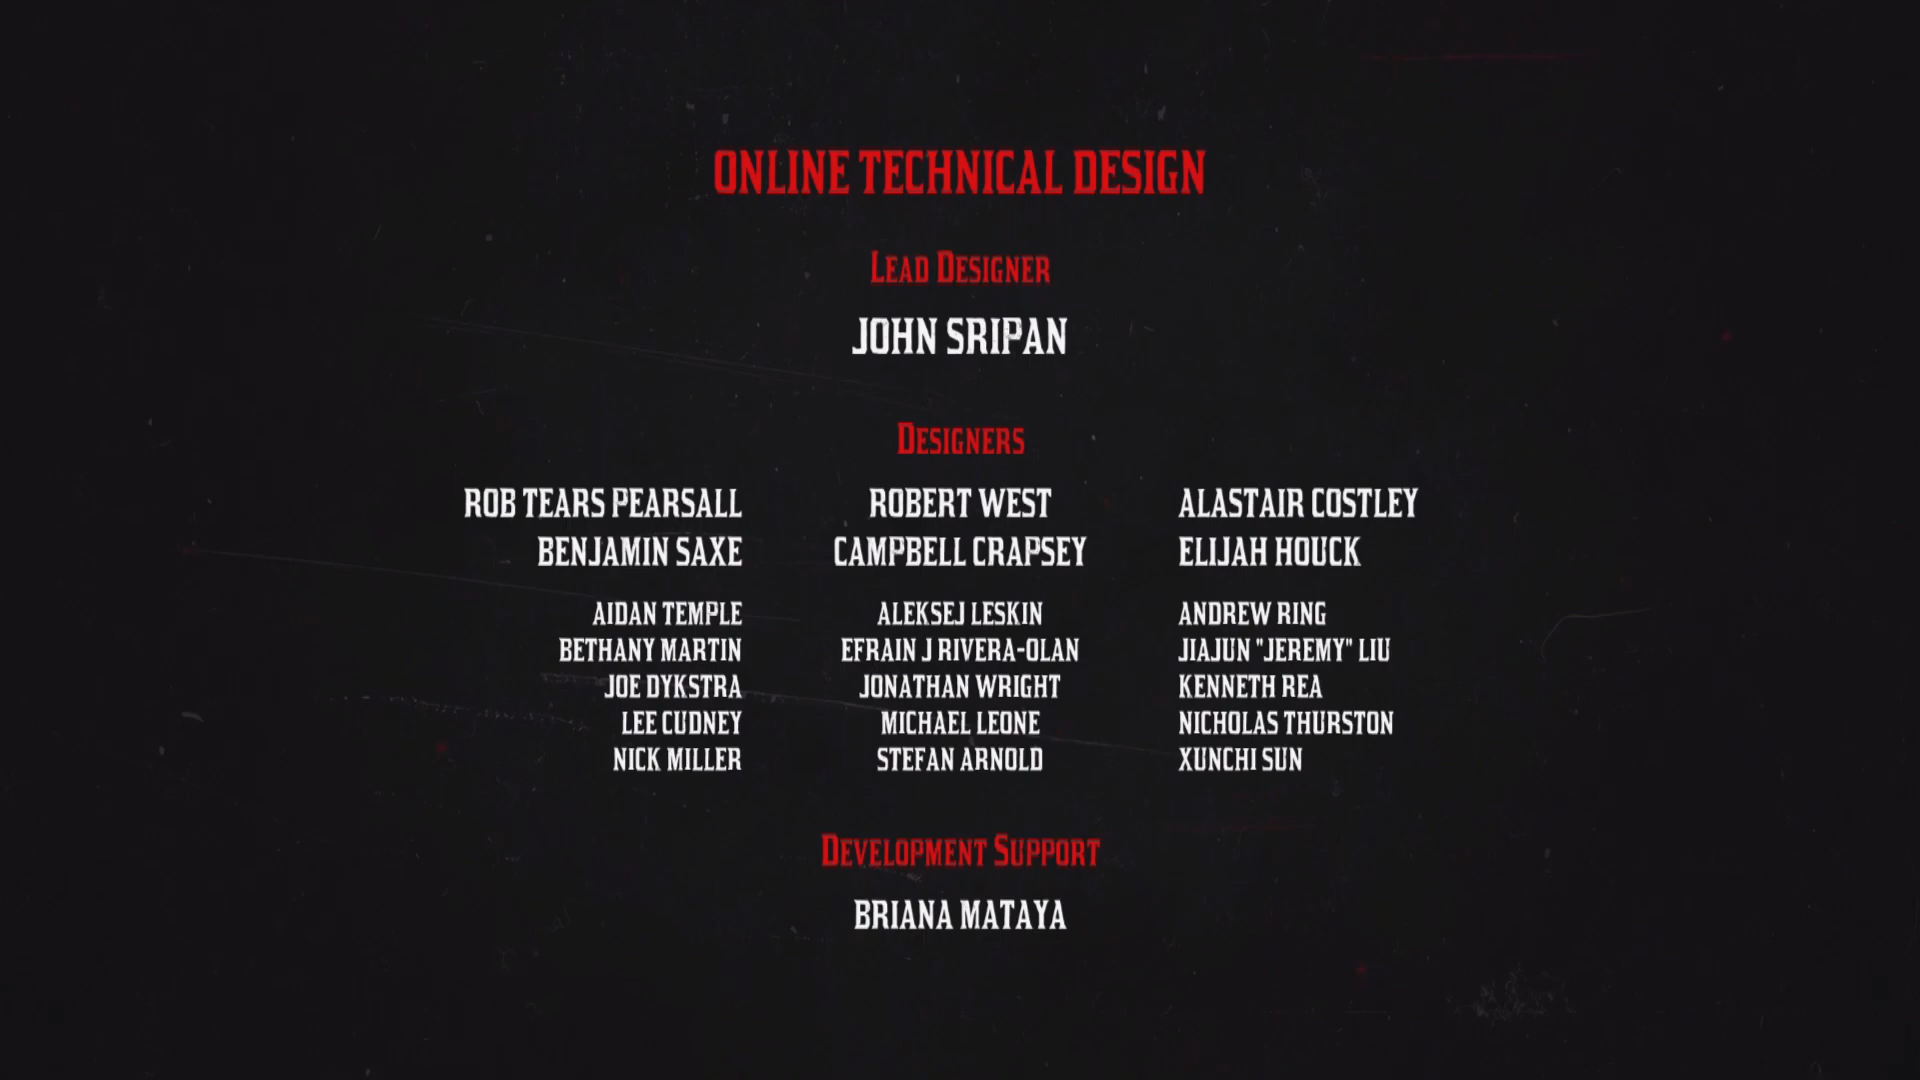 ONLINE TECHNICAL DESIGN
LEAD DESIGNER
JOHN SRIPAN
DESIGNERS
ROB TEARS PEARSALL ROBERT WEST ALASTAIR COSTLEY
BENJAMIN SAXE CAMPBELL CRAPSEY ELIJAH HOUCK
AIDAN TEMPLE ALEKSEJ LESKIN ANDREW RING
BETHANY MARTIN EFRAIN J RIVERA-OLAN JIAJUN "JEREMY" LIU
JOE DYKSTRA JONATHAN WRIGHT KENNETH REA
LEE CUDNEY MICHAEL LEONE NICHOLAS THURSTON
NICK MILLER STEFAN ARNOLD XUNCHI SUN
DEVELOPMENT SUPPORT
BRIANA MATAYA